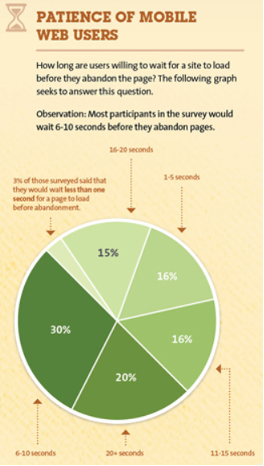 PATIENCE OF MOBILE
WEB USERS
How long are users willing to wait for a site to load
before they abandon the page? The following graph
seeks to answer this question.
Observation: Most participants in the survey would
wait 6-10 seconds before they abandon pages.
16-20 seconds
3% of those surveyed said that
they would wait less than one
second for a page to load
before abandonment.
1-5 seconds
15%
16%
30%
16%
20%
6-10 seconds
20+ seconds
11-15 seconds